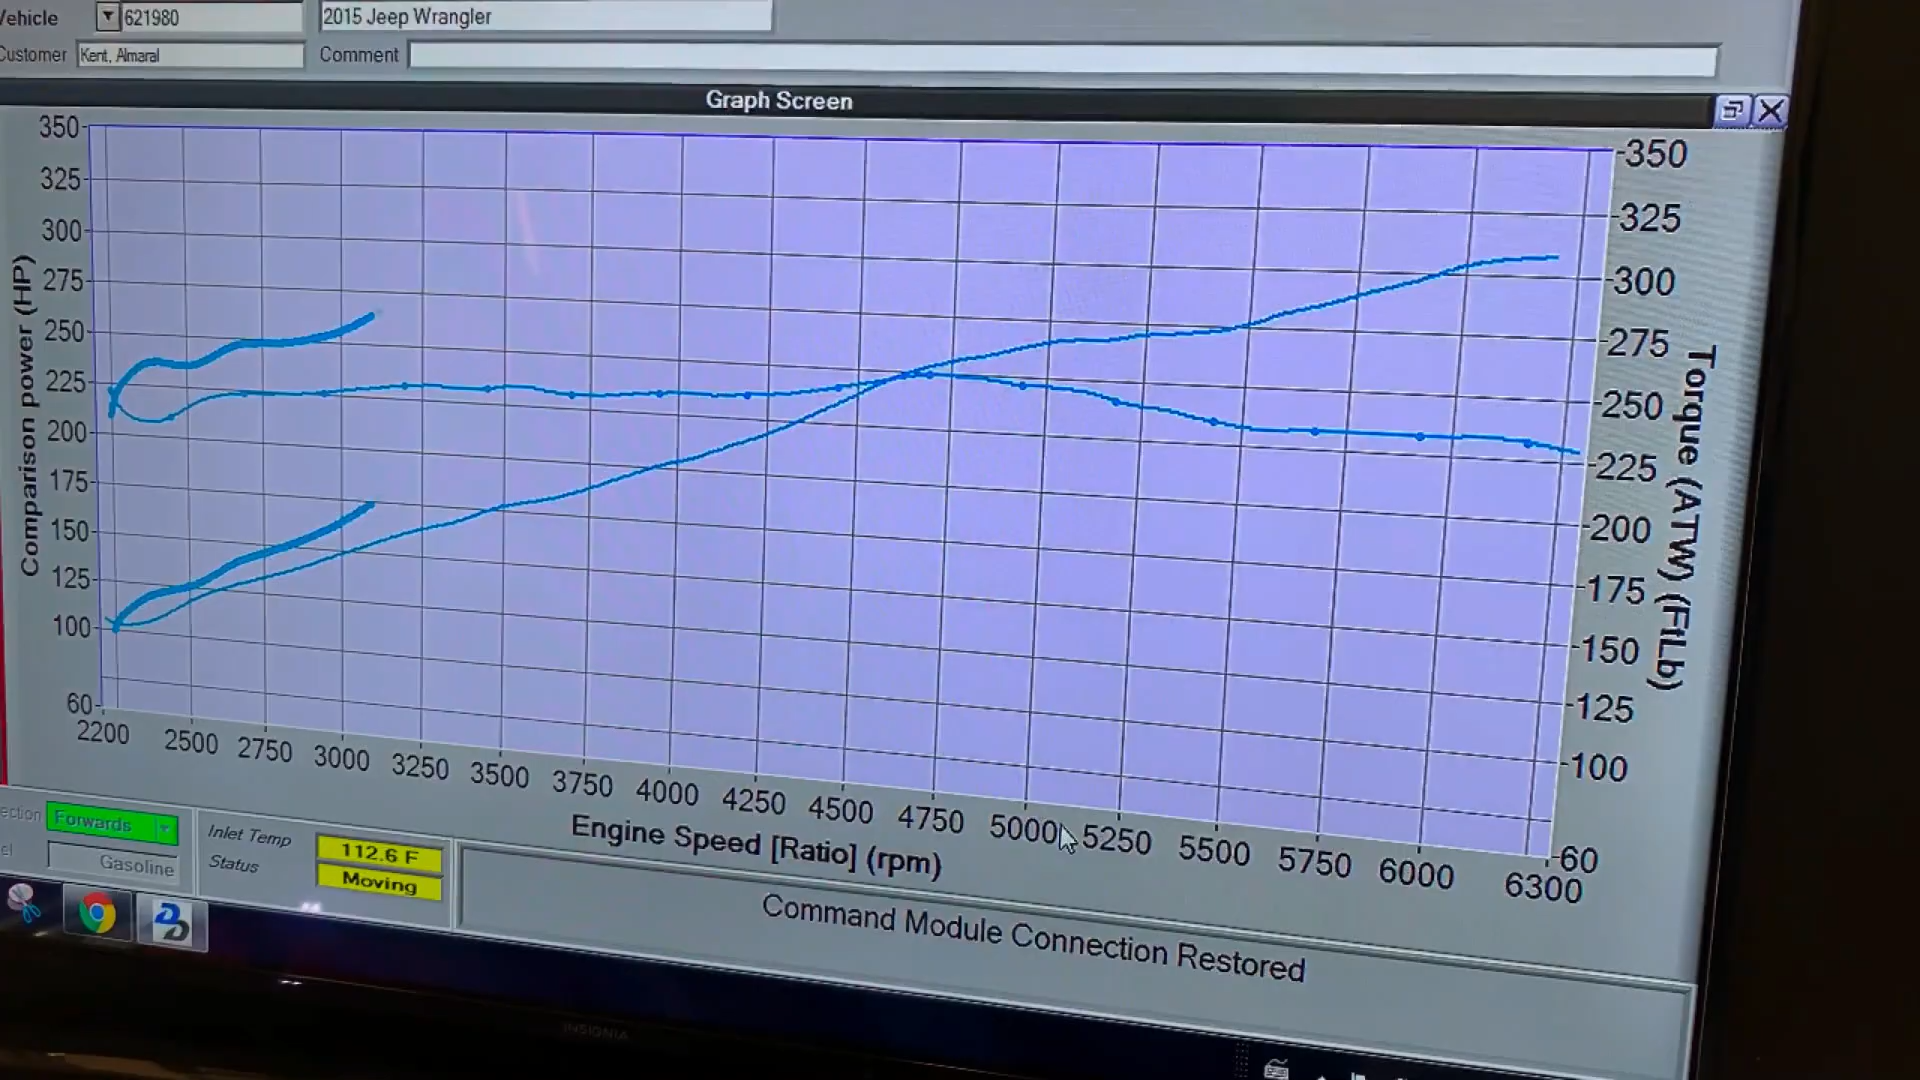 Vehicle 621980 2015 Jeep Wrangler
Customer Kent, Almaral Comment
Graph Screen
350
325
300
275
250
225
200
175
150
125
100
60
Comparison power (HP)
350
325
300
275
250
225
200
175
150
125
100
60
Torque (ATW) (FtLb)
2200 2500 2750 3000 3250 3500 3750 4000 4250 4500 4750 5000 5250 5500 5750 6000 6300
Engine Speed [Ratio] (rpm)
ection Forwards
el Gasoline
Inlet Temp 112.6 F
Status Moving
Command Module Connection Restored
INSIGNIA